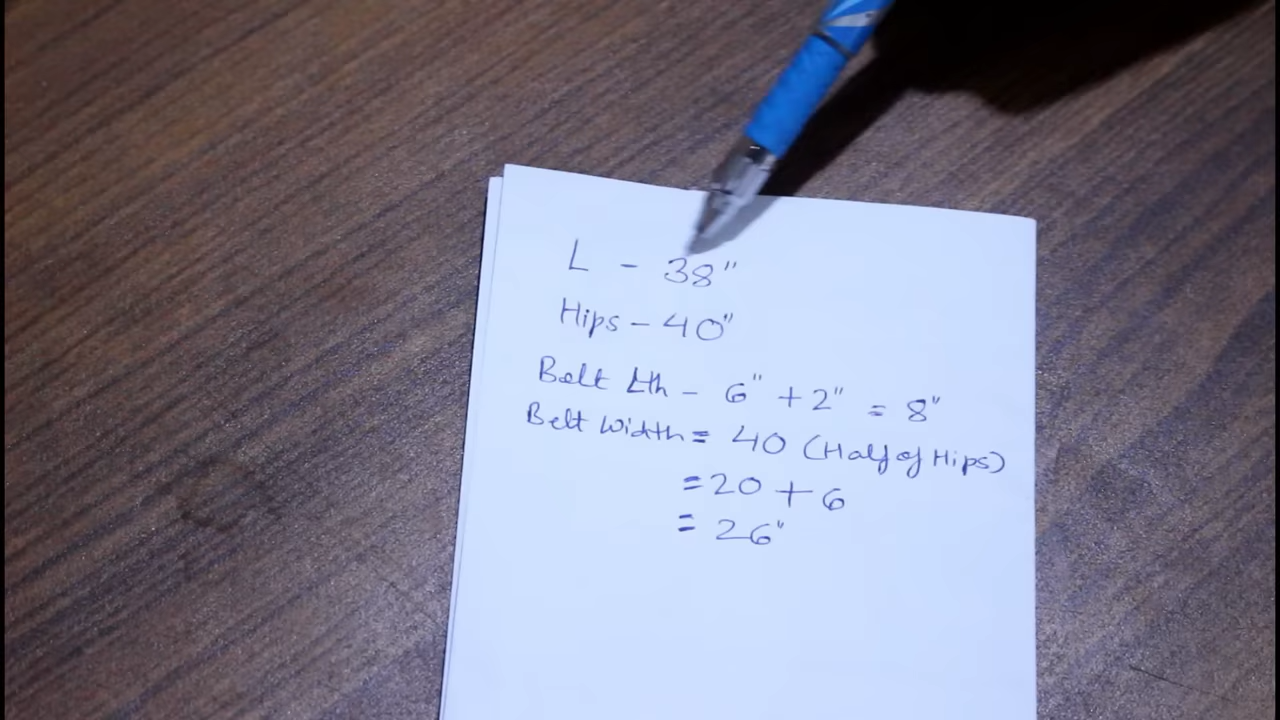 L - 38"
Hips - 40"
Belt Lth - 6" + 2" = 8"
Belt Width = 40 (Half of Hips)
= 20 + 6
= 26"